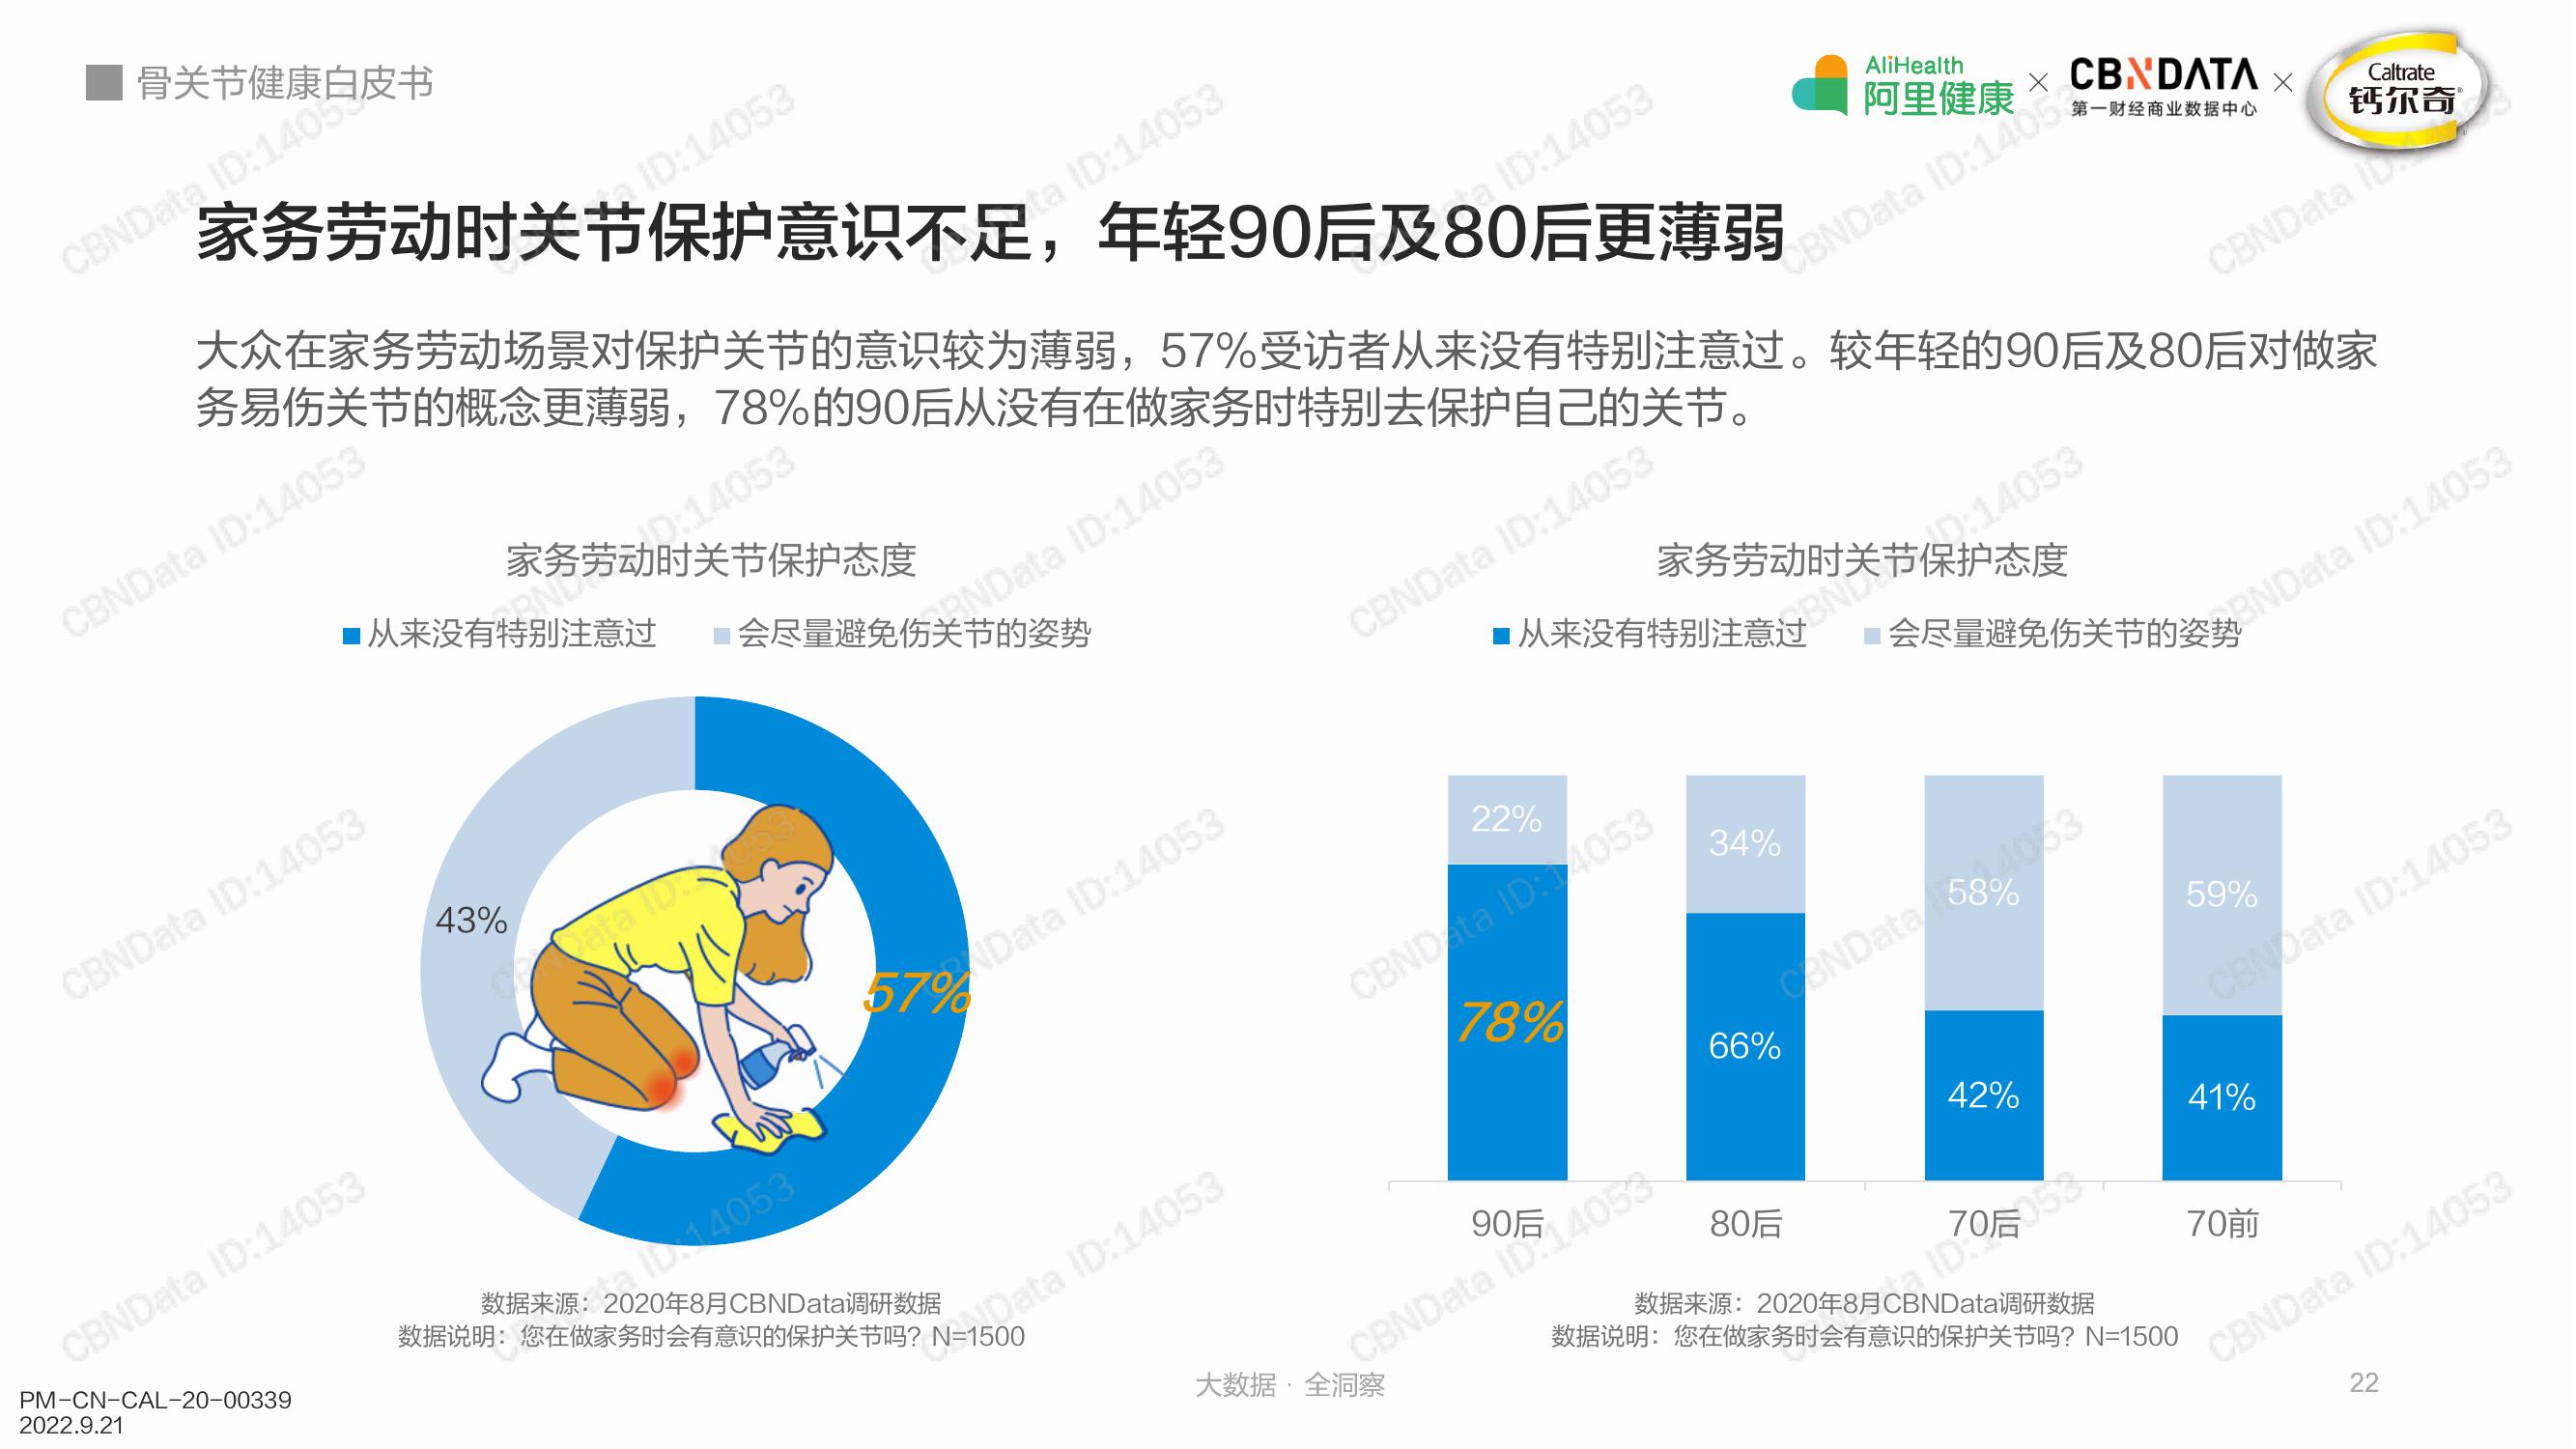 骨关节健康白皮书
AliHealth
阿里健康
×
CBNDATA
第一财经商业数据中心
×
Caltrate
钙尔奇
家务劳动时关节保护意识不足，年轻90后及80后更薄弱
大众在家务劳动场景对保护关节的意识较为薄弱，57%受访者从来没有特别注意过。较年轻的90后及80后对做家
务易伤关节的概念更薄弱，78%的90后从没有在做家务时特别去保护自己的关节。
家务劳动时关节保护态度
从来没有特别注意过 会尽量避免伤关节的姿势
43%
57%
数据来源：2020年8月CBNData调研数据
数据说明：您在做家务时会有意识的保护关节吗？N=1500
家务劳动时关节保护态度
从来没有特别注意过 会尽量避免伤关节的姿势
22% 34% 58% 59%
78% 66% 42% 41%
90后 80后 70后 70前
数据来源：2020年8月CBNData调研数据
数据说明：您在做家务时会有意识的保护关节吗？N=1500
大数据 · 全洞察
22
PM-CN-CAL-20-00339
2022.9.21
CBNData ID:14053